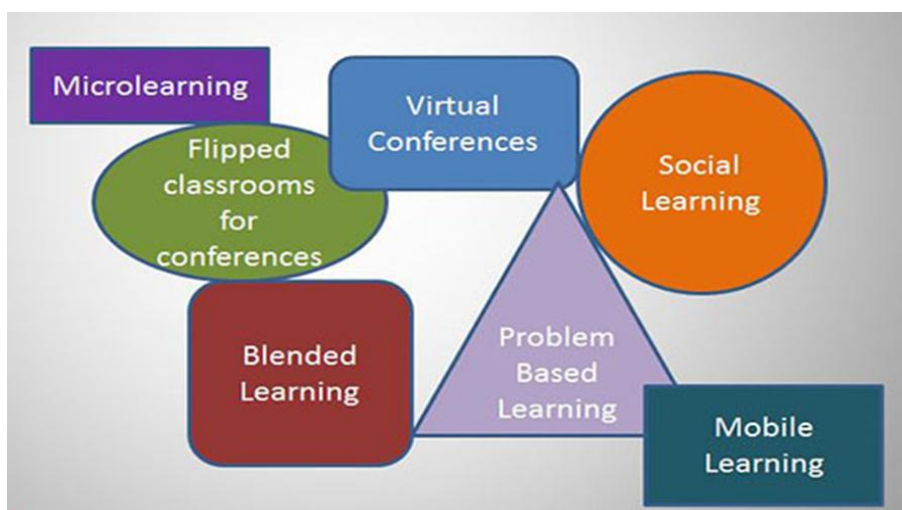 Microlearning
Virtual
Conferences
Flipped
classrooms
for
conferences
Social
Learning
Blended
Learning
Problem
Based
Learning
Mobile
Learning